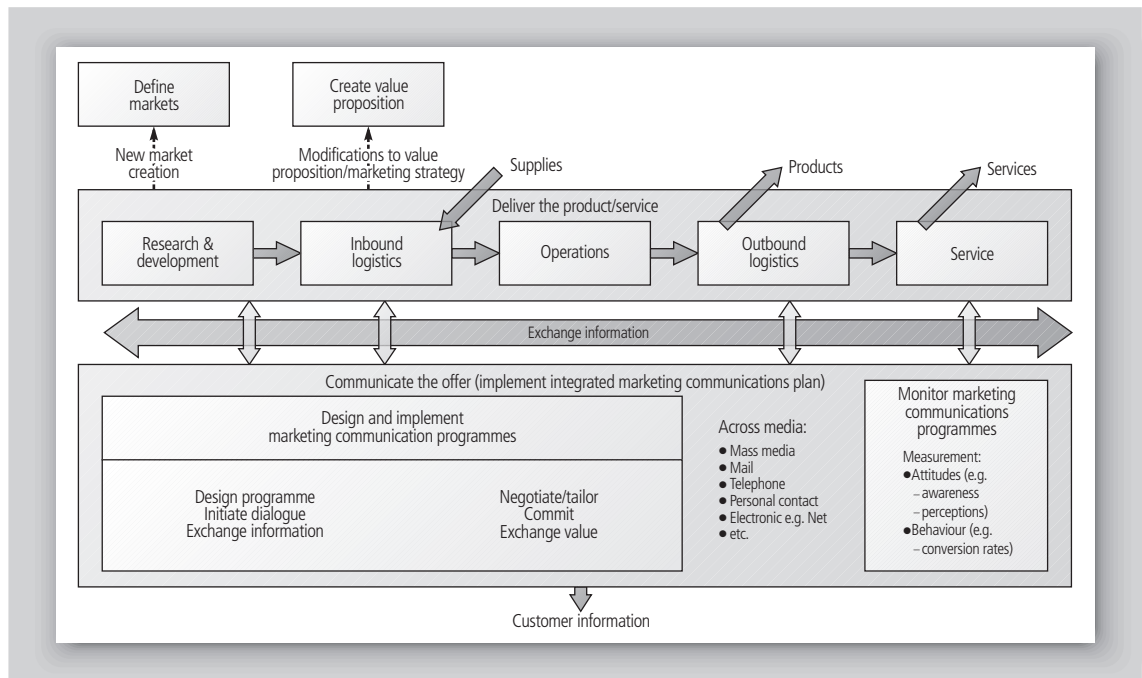 Define
markets
Create value
proposition
New market
creation
Modifications to value
proposition/marketing strategy
Supplies
Products
Services
Deliver the product/service
Research &
development
Inbound
logistics
Operations
Outbound
logistics
Service
Exchange information
Communicate the offer (implement integrated marketing communications plan)
Design and implement
marketing communication programmes
Design programme
Initiate dialogue
Exchange information
Negotiate/tailor
Commit
Exchange value
Across media:
● Mass media
● Mail
● Telephone
● Personal contact
● Electronic e.g. Net
● etc.
Monitor marketing
communications
programmes
Measurement:
●Attitudes (e.g.
– awareness
– perceptions)
●Behaviour (e.g.
– conversion rates)
Customer information